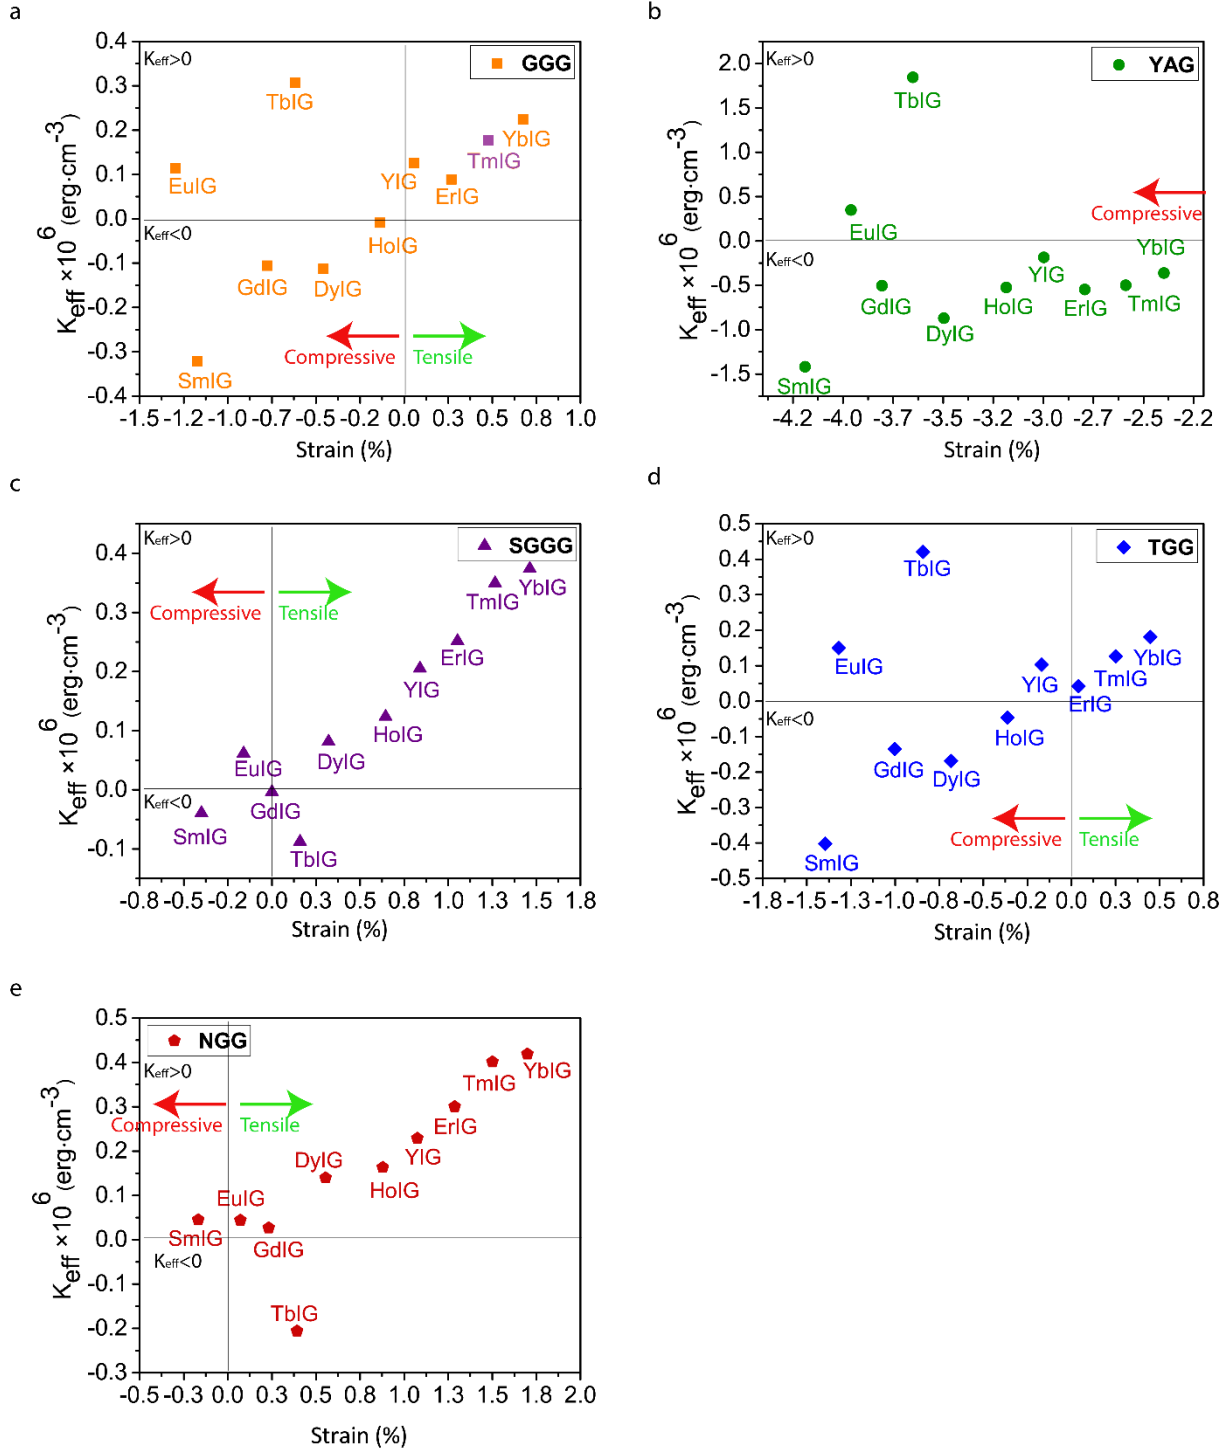 a
Keff>0
GGG
TbIG
YbIG
TmIG
EuIG
YIG
ErIG
HoIG
Keff<0
GdIG
DyIG
Compressive
Tensile
SmIG
0.4
0.3
0.2
0.1
0.0
-0.1
-0.2
-0.3
-0.4
Keff ×10^6 (erg·cm−3)
-1.5 -1.3 -1.0 -0.7 -0.5 -0.3 0.0 0.3 0.5 0.8 1.0
Strain (%)
b
Keff>0
YAG
TbIG
Compressive
EuIG
YbIG
Keff<0
YIG
GdIG
HoIG
ErIG
TmIG
DyIG
SmIG
2.0
1.5
1.0
0.5
0.0
-0.5
-1.0
-1.5
Keff ×10^6 (erg·cm−3)
-4.2 -4.0 -3.7 -3.5 -3.2 -3.0 -2.7 -2.5 -2.2
Strain (%)
c
Keff>0
SGGG
TmIG
YbIG
Compressive
Tensile
ErIG
YIG
HoIG
DyIG
EuIG
Keff<0
GdIG
SmIG
TbIG
0.4
0.3
0.2
0.1
0.0
-0.1
Keff ×10^6 (erg·cm−3)
-0.8 -0.5 -0.3 0.0 0.3 0.5 0.8 1.0 1.3 1.5 1.8
Strain (%)
d
Keff>0
TGG
TbIG
EuIG
YIG
TmIG
YbIG
ErIG
Keff<0
HoIG
GdIG
DyIG
Compressive
Tensile
SmIG
0.5
0.4
0.3
0.2
0.1
0.0
-0.1
-0.2
-0.3
-0.4
-0.5
Keff ×10^6 (erg·cm−3)
-1.8 -1.5 -1.3 -1.0 -0.8 -0.5 -0.3 0.0 0.3 0.5 0.8
Strain (%)
e
NGG
Keff>0
TmIG
YbIG
Compressive
Tensile
ErIG
YIG
DyIG
HoIG
EuIG
SmIG
GdIG
Keff<0
TbIG
0.5
0.4
0.3
0.2
0.1
0.0
-0.1
-0.2
-0.3
Keff ×10^6 (erg·cm−3)
-0.5 -0.3 0.0 0.3 0.5 0.8 1.0 1.3 1.5 1.8 2.0
Strain (%)